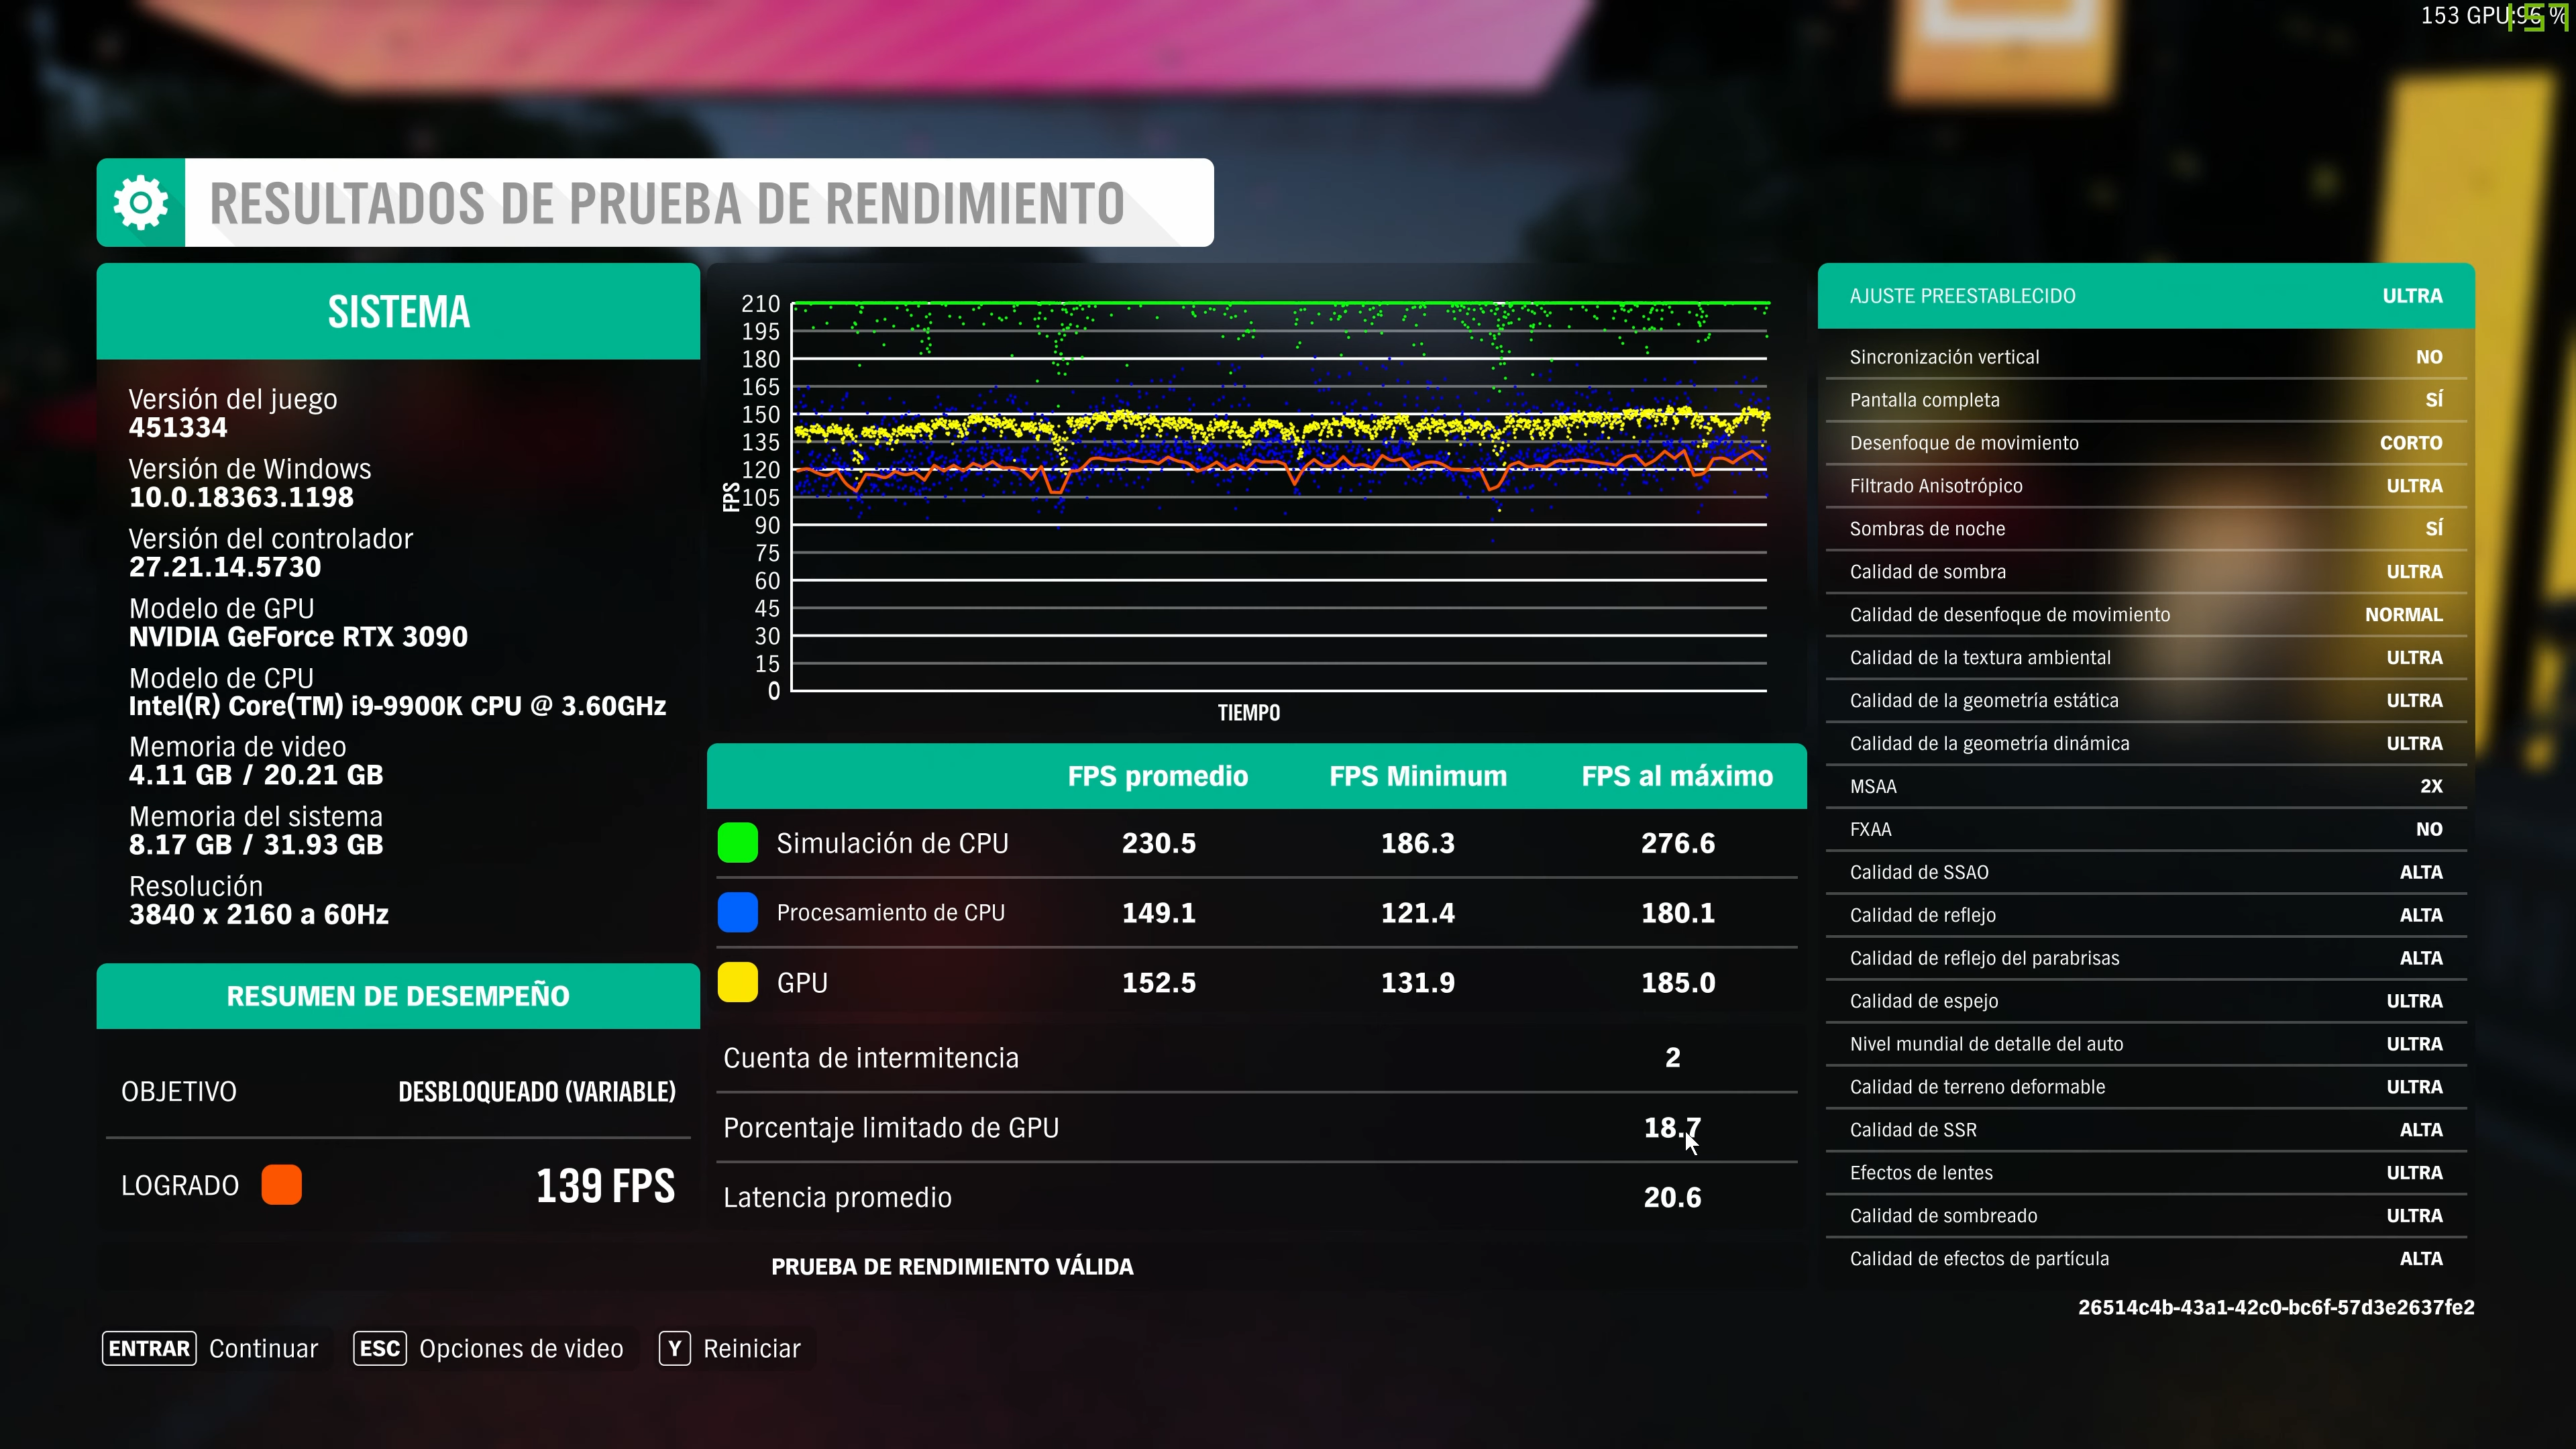 153 GPU:96 %
157
RESULTADOS DE PRUEBA DE RENDIMIENTO
SISTEMA
Versión del juego
451334
Versión de Windows
10.0.18363.1198
Versión del controlador
27.21.14.5730
Modelo de GPU
NVIDIA GeForce RTX 3090
Modelo de CPU
Intel(R) Core(TM) i9-9900K CPU @ 3.60GHz
Memoria de video
4.11 GB / 20.21 GB
Memoria del sistema
8.17 GB / 31.93 GB
Resolución
3840 x 2160 a 60Hz
RESUMEN DE DESEMPEÑO
OBJETIVO DESBLOQUEADO (VARIABLE)
LOGRADO 139 FPS
210
195
180
165
150
135
120
105
90
75
60
45
30
15
0
FPS
TIEMPO
FPS promedio FPS Minimum FPS al máximo
Simulación de CPU 230.5 186.3 276.6
Procesamiento de CPU 149.1 121.4 180.1
GPU 152.5 131.9 185.0
Cuenta de intermitencia 2
Porcentaje limitado de GPU 18.7
Latencia promedio 20.6
PRUEBA DE RENDIMIENTO VÁLIDA
AJUSTE PREESTABLECIDO ULTRA
Sincronización vertical NO
Pantalla completa SÍ
Desenfoque de movimiento CORTO
Filtrado Anisotrópico ULTRA
Sombras de noche SÍ
Calidad de sombra ULTRA
Calidad de desenfoque de movimiento NORMAL
Calidad de la textura ambiental ULTRA
Calidad de la geometría estática ULTRA
Calidad de la geometría dinámica ULTRA
MSAA 2X
FXAA NO
Calidad de SSAO ALTA
Calidad de reflejo ALTA
Calidad de reflejo del parabrisas ALTA
Calidad de espejo ULTRA
Nivel mundial de detalle del auto ULTRA
Calidad de terreno deformable ULTRA
Calidad de SSR ALTA
Efectos de lentes ULTRA
Calidad de sombreado ULTRA
Calidad de efectos de partícula ALTA
26514c4b-43a1-42c0-bc6f-57d3e2637fe2
ENTRAR Continuar ESC Opciones de video Y Reiniciar